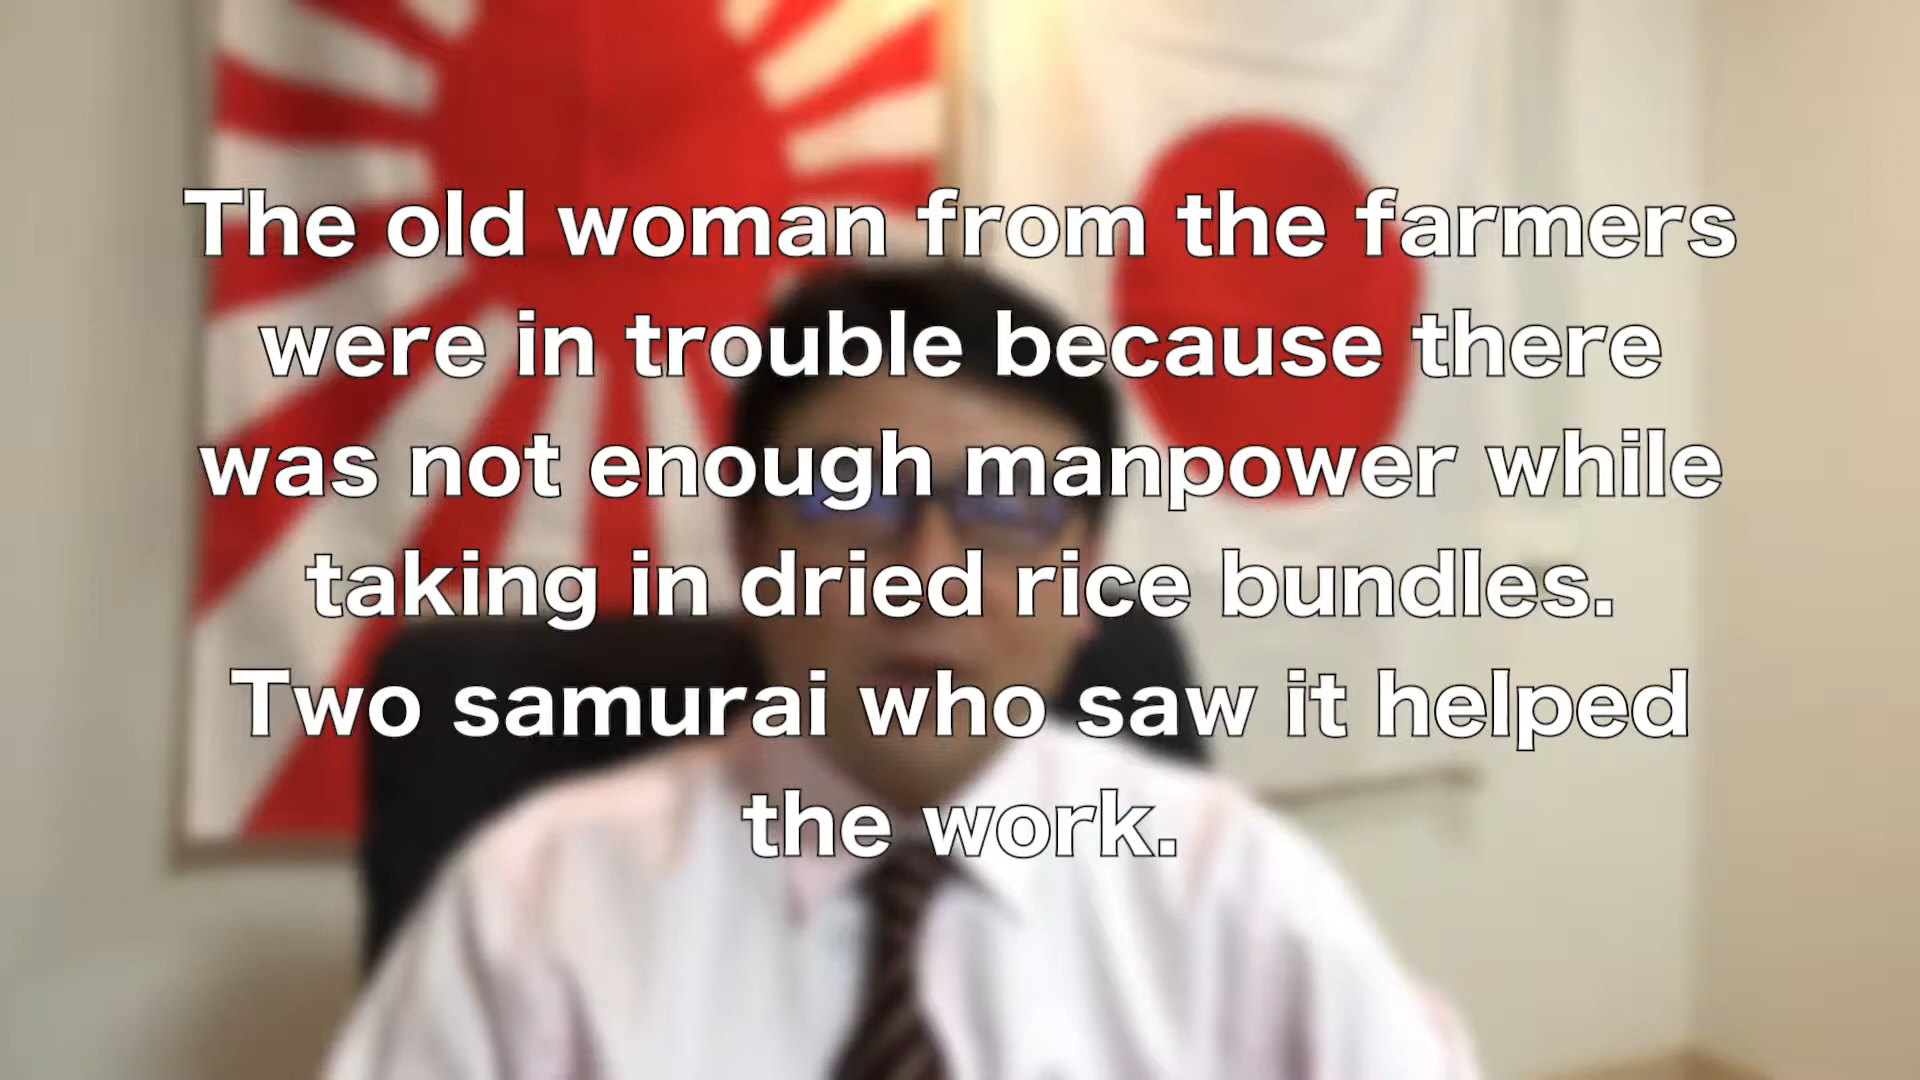 The old woman from the farmers
were in trouble because there
was not enough manpower while
taking in dried rice bundles.
Two samurai who saw it helped
the work.